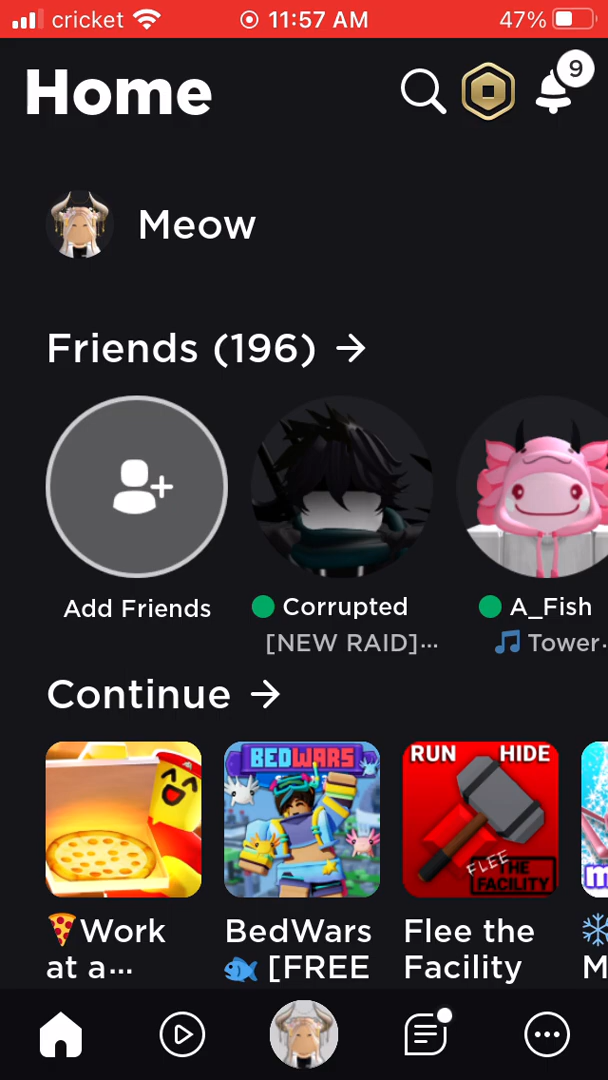 cricket 11:57 AM 47%
Home 9
Meow
Friends (196) →
Add Friends Corrupted A_Fish
[NEW RAID]... Tower
Continue →
BEDWARS RUN HIDE
FLEE THE
FACILITY
🍕Work BedWars Flee the ❄️
at a... 🐟 [FREE Facility M